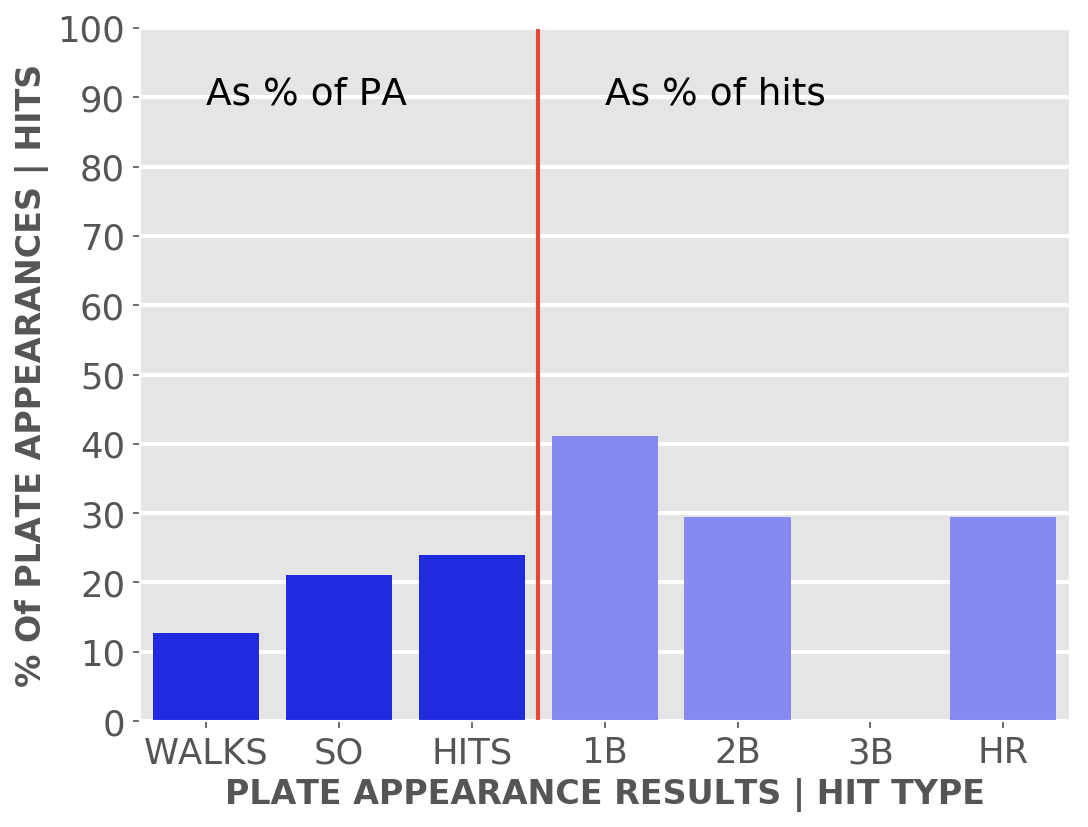 100
90
80
70
60
50
40
30
20
10
0
% Of PLATE APPEARANCES | HITS
As % of PA
As % of hits
WALKS SO HITS 1B 2B 3B HR
PLATE APPEARANCE RESULTS | HIT TYPE